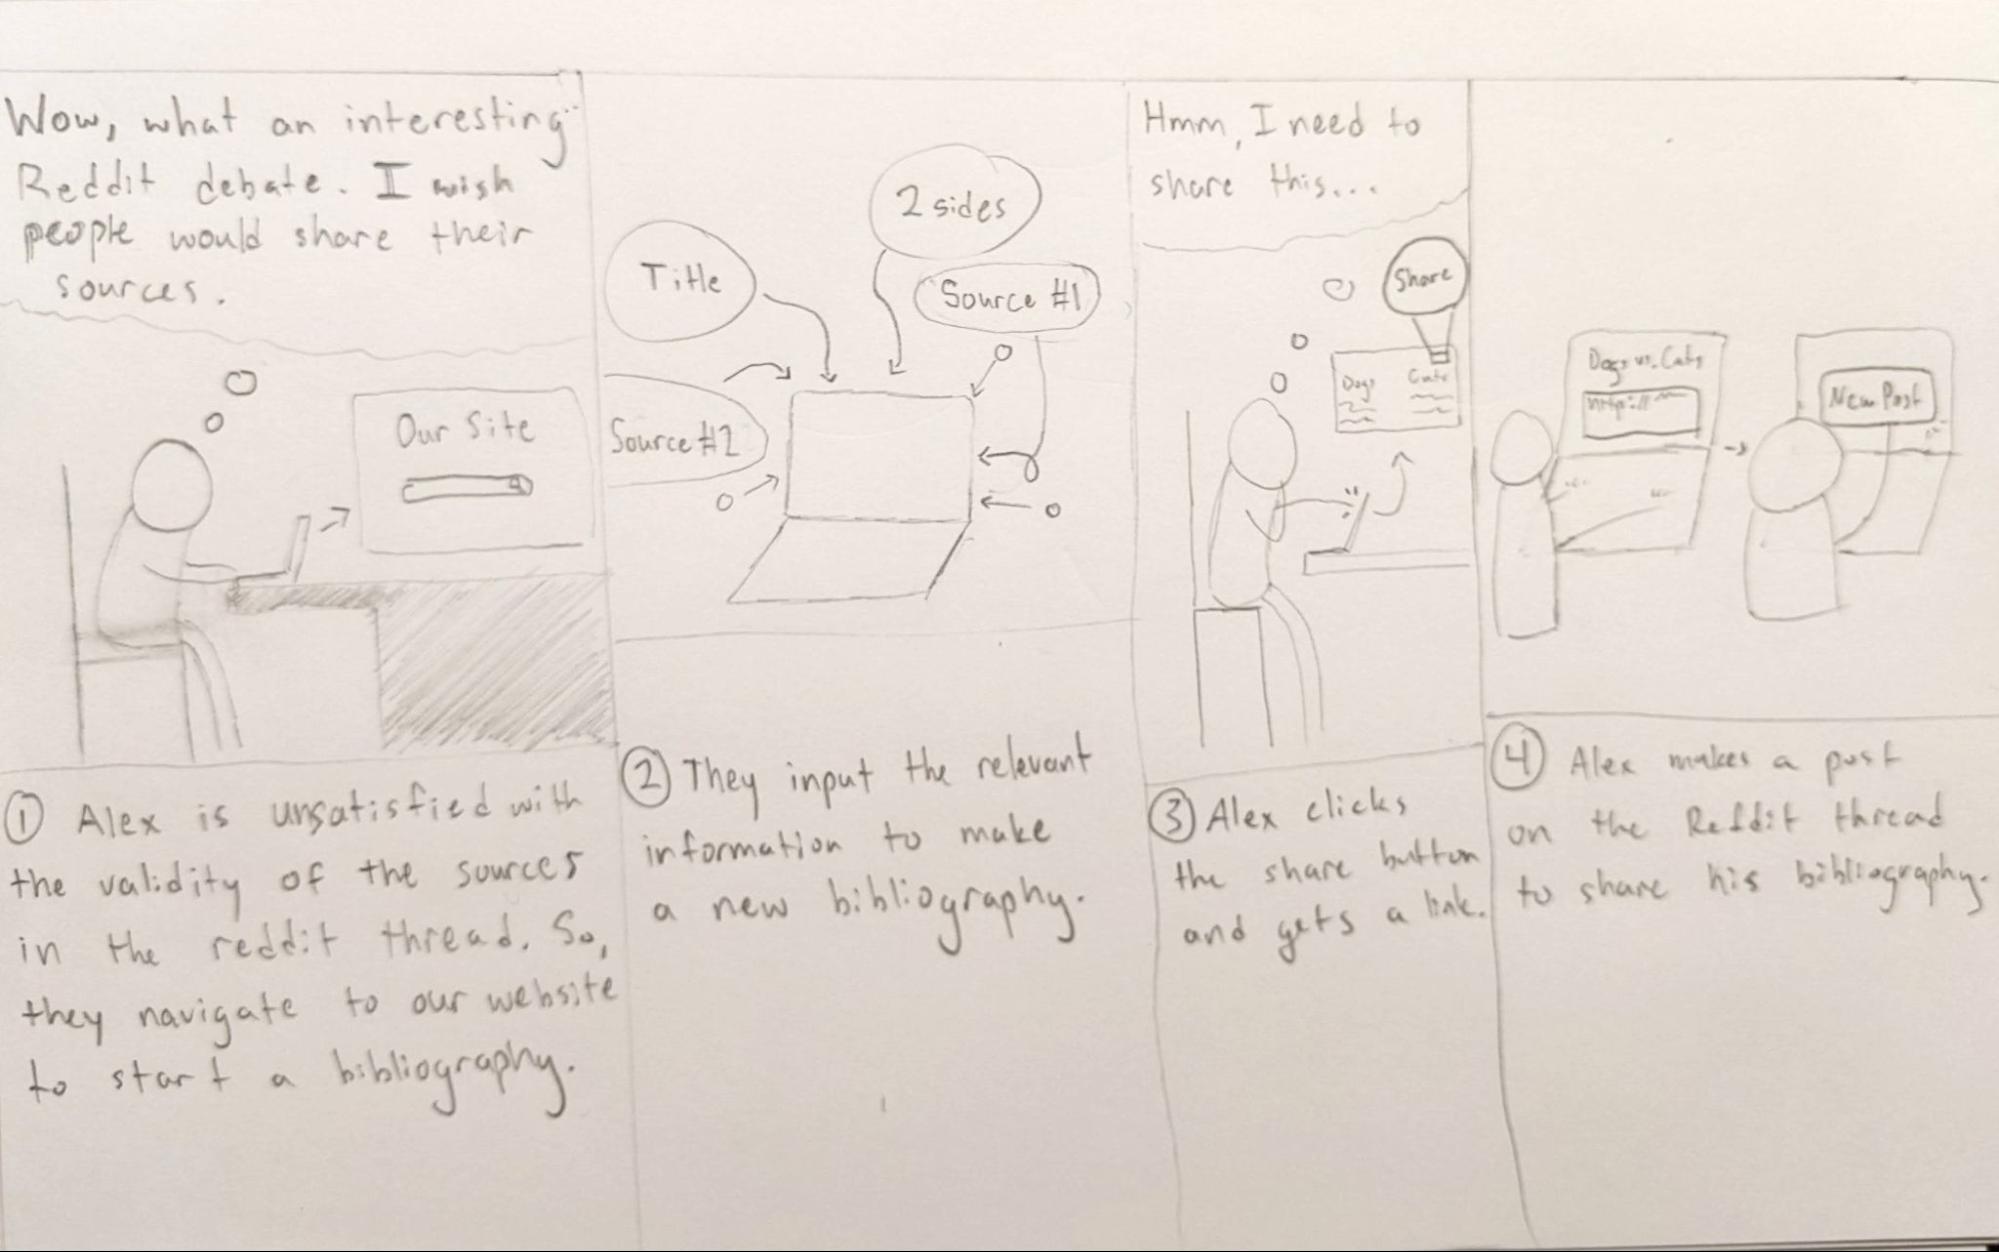 Wow, what an interesting
Reddit debate. I wish
people would share their
sources.
Our Site
① Alex is unsatisfied with
the validity of the sources
in the reddit thread. So,
they navigate to our website
to start a bibliography.
2 sides
Title
Source #1
Source #2
② They input the relevant
information to make
a new bibliography.
Hmm, I need to
share this...
Share
Dogs Cats
③ Alex clicks
the share button
and gets a link.
Dogs vs. Cats
http://
New Post
④ Alex makes a post
on the Reddit thread
to share his bibliography.